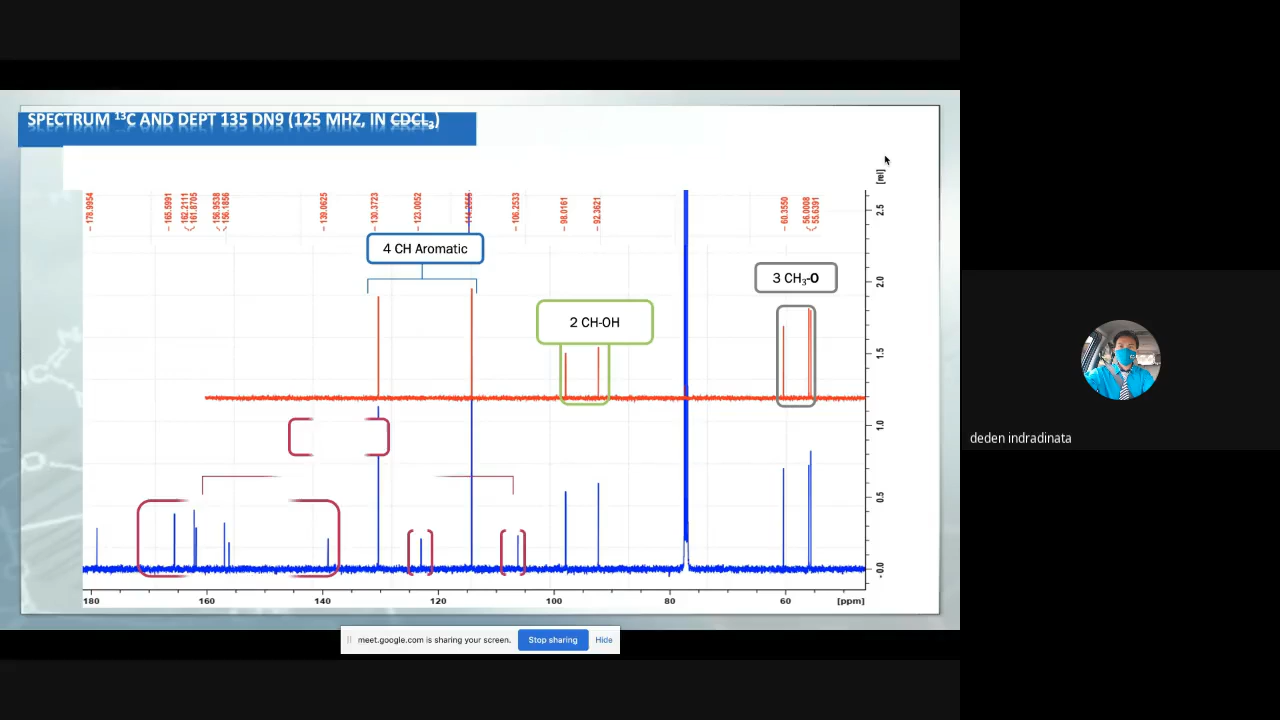 SPECTRUM ¹³C AND DEPT 135 DN9 (125 MHZ, IN CDCL₃)
[rel]
178.9954
165.5991
162.2111
161.8705
156.9538
156.1856
139.0625
130.3723
123.0052
114.2655
106.2533
98.0161
92.3621
60.3550
56.0008
55.6391
2.5
4 CH Aromatic
3 CH₃-O
2.0
2 CH-OH
1.5
1.0
0.5
- 0.0
180 160 140 120 100 80 60 [ppm]
deden indradinata
meet.google.com is sharing your screen. Stop sharing Hide